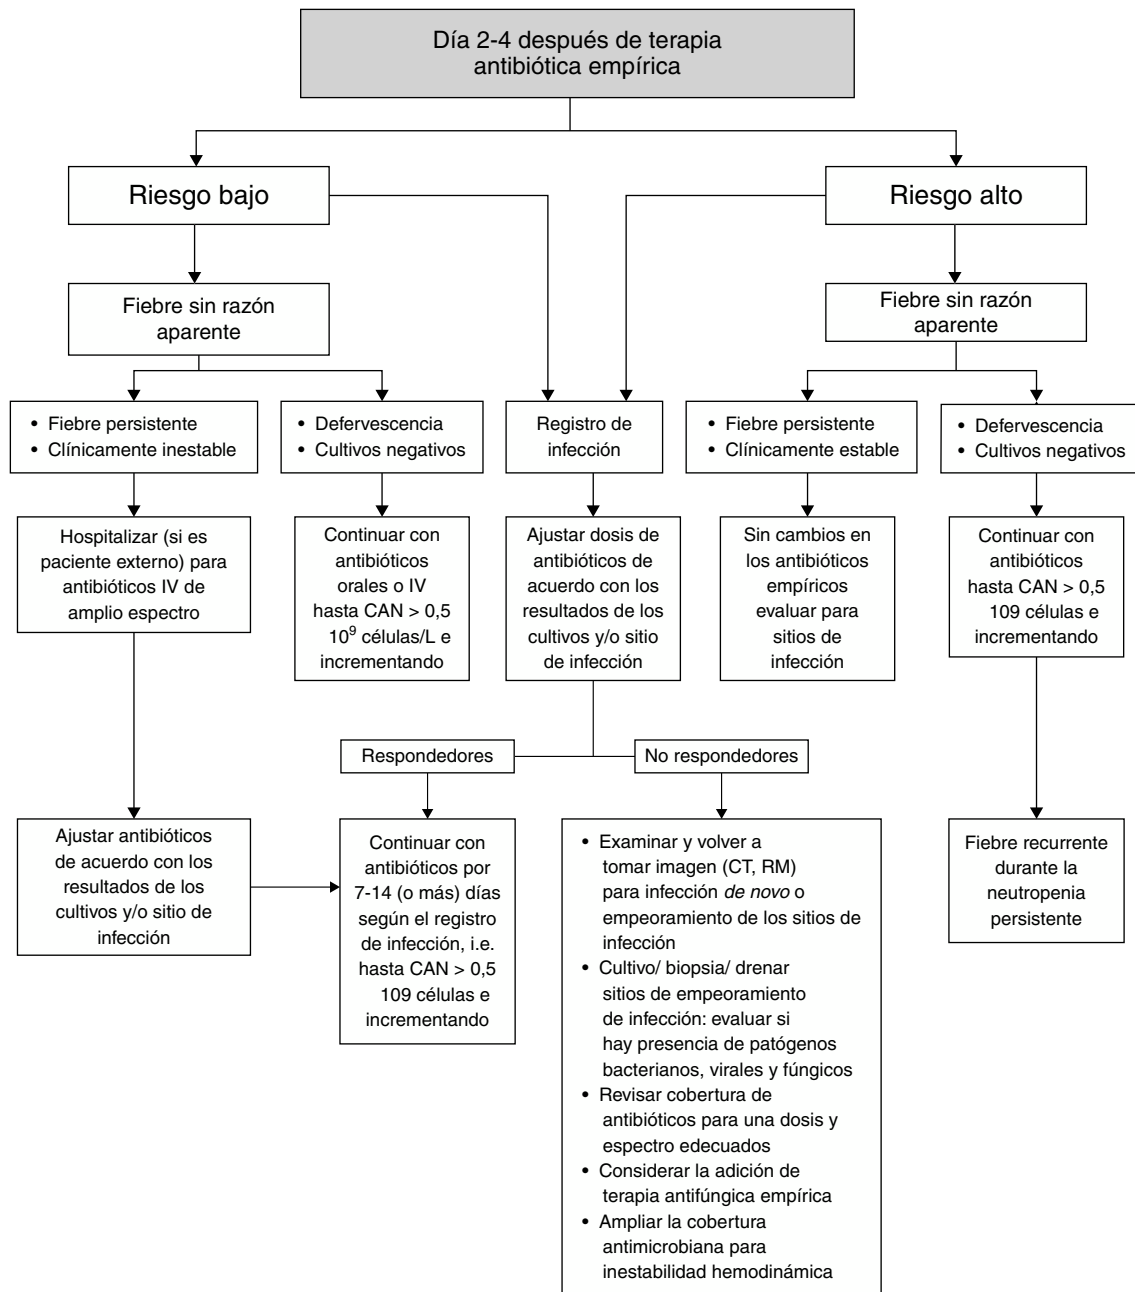 Día 2-4 después de terapia
antibiótica empírica
Riesgo bajo
Riesgo alto
Fiebre sin razón
aparente
Fiebre sin razón
aparente
• Fiebre persistente
• Clínicamente inestable
• Defervescencia
• Cultivos negativos
Registro de
infección
• Fiebre persistente
• Clínicamente estable
• Defervescencia
• Cultivos negativos
Hospitalizar (si es
paciente externo) para
antibióticos IV de
amplio espectro
Continuar con
antibióticos
orales o IV
hasta CAN > 0,5
10⁹ células/L e
incrementando
Ajustar dosis de
antibióticos de
acuerdo con los
resultados de los
cultivos y/o sitio
de infección
Sin cambios en
los antibióticos
empíricos
evaluar para
sitios de
infección
Continuar con
antibióticos
hasta CAN > 0,5
109 células e
incrementando
Respondedores
No respondedores
Ajustar antibióticos
de acuerdo con los
resultados de los
cultivos y/o sitio de
infección
Continuar con
antibióticos por
7-14 (o más) días
según el registro
de infección, i.e.
hasta CAN > 0,5
109 células e
incrementando
• Examinar y volver a
tomar imagen (CT, RM)
para infección de novo o
empeoramiento de los sitios de
infección
• Cultivo/ biopsia/ drenar
sitios de empeoramiento
de infección: evaluar si
hay presencia de patógenos
bacterianos, virales y fúngicos
• Revisar cobertura de
antibióticos para una dosis y
espectro edecuados
• Considerar la adición de
terapia antifúngica empírica
• Ampliar la cobertura
antimicrobiana para
inestabilidad hemodinámica
Fiebre recurrente
durante la
neutropenia
persistente